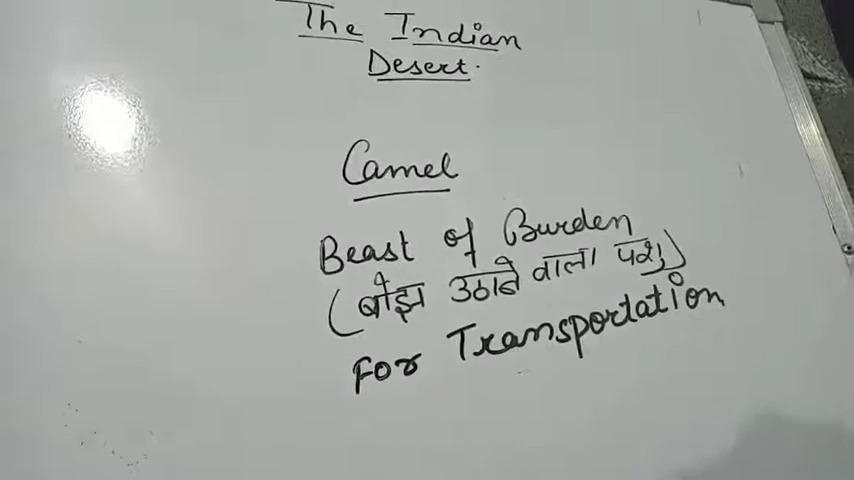 The Indian
Desert.
Camel
Beast of Burden
(बोझ उठाने वाला पशु)
For Transportation